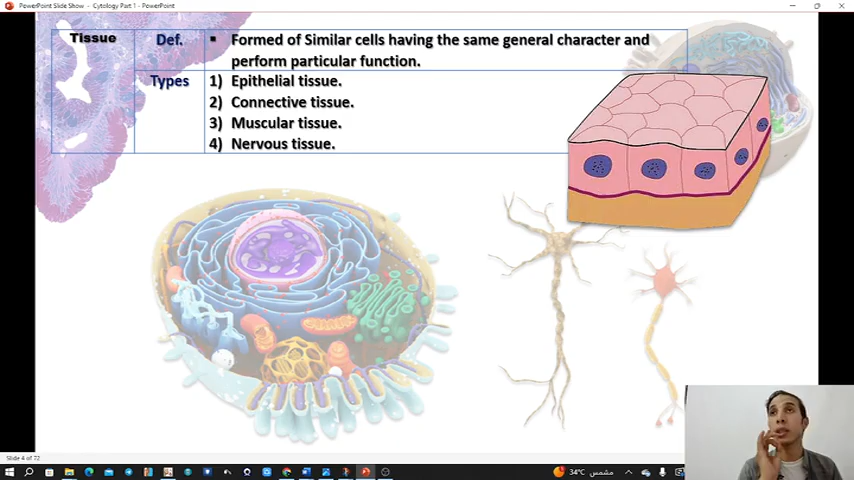 PowerPoint Slide Show - Cytology Part 1 - PowerPoint
Tissue
Def.
▪ Formed of Similar cells having the same general character and
perform particular function.
Types
1) Epithelial tissue.
2) Connective tissue.
3) Muscular tissue.
4) Nervous tissue.
Slide 4 of 72
34°C مشمس